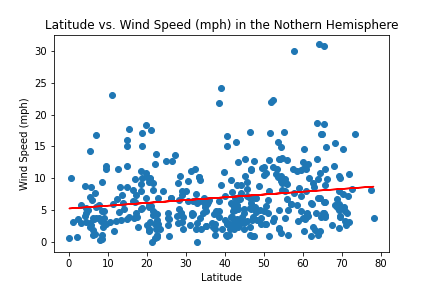 Latitude vs. Wind Speed (mph) in the Nothern Hemisphere
30
25
20
15
10
5
0
Wind Speed (mph)
0 10 20 30 40 50 60 70 80
Latitude